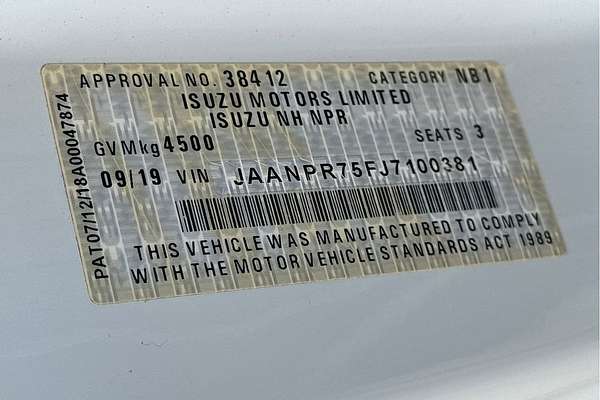 APPROVAL NO. 38412 CATEGORY NB1
ISUZU MOTORS LIMITED
ISUZU NH NPR
GVMkg 4500 SEATS 3
09/19 VIN JAANPR75FJ7100381
THIS VEHICLE WAS MANUFACTURED TO COMPLY
WITH THE MOTOR VEHICLE STANDARDS ACT 1989
PAT07/12/18A00047874